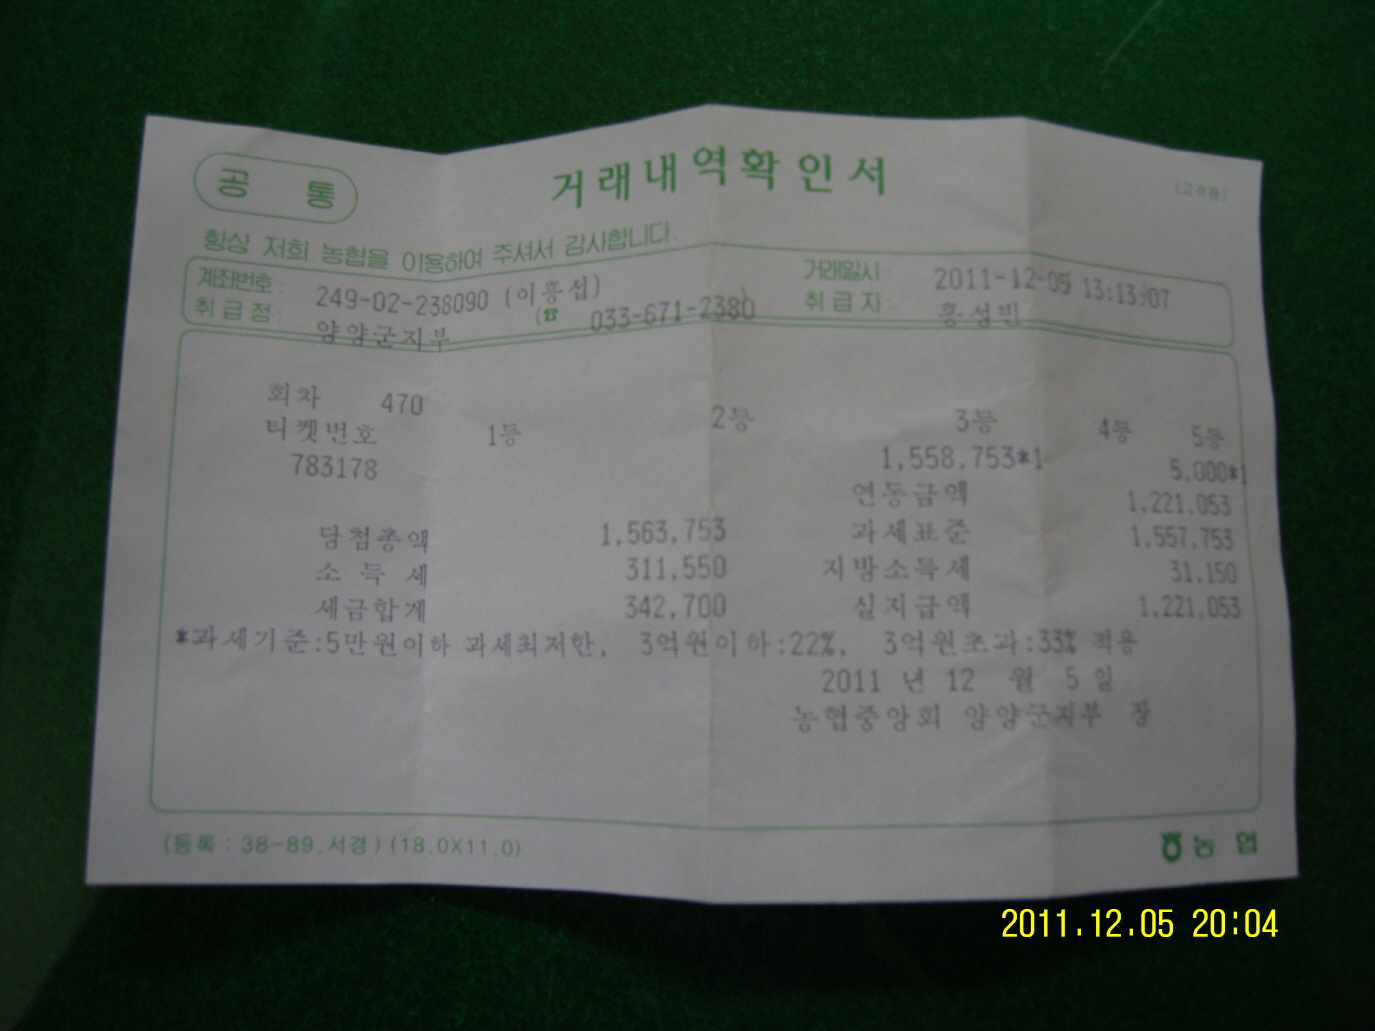 공 통
거래내역확인서
(고객용)
항상 저희 농협을 이용하여 주셔서 감사합니다.
계좌번호 : 249-02-238090 (이흥섭) 거래일시 : 2011-12-05 13:13:07
취급점 : 양양군지부 (☎ 033-671-2380) 취급자 : 홍성빈
회차 470
티켓번호 1등 2등 3등 4등 5등
783178 1,558,753*1 5,000*1
연동금액 1,221,053
당첨총액 1,563,753 과세표준 1,557,753
소 득 세 311,550 지방소득세 31,150
세금합계 342,700 실지금액 1,221,053
*과세기준:5만원이하 과세최저한, 3억원이하:22%, 3억원초과:33% 적용
2011 년 12 월 5 일
농협중앙회 양양군지부 장
(등록 : 38-89.서경) (18.0X11.0)
농협
2011.12.05 20:04